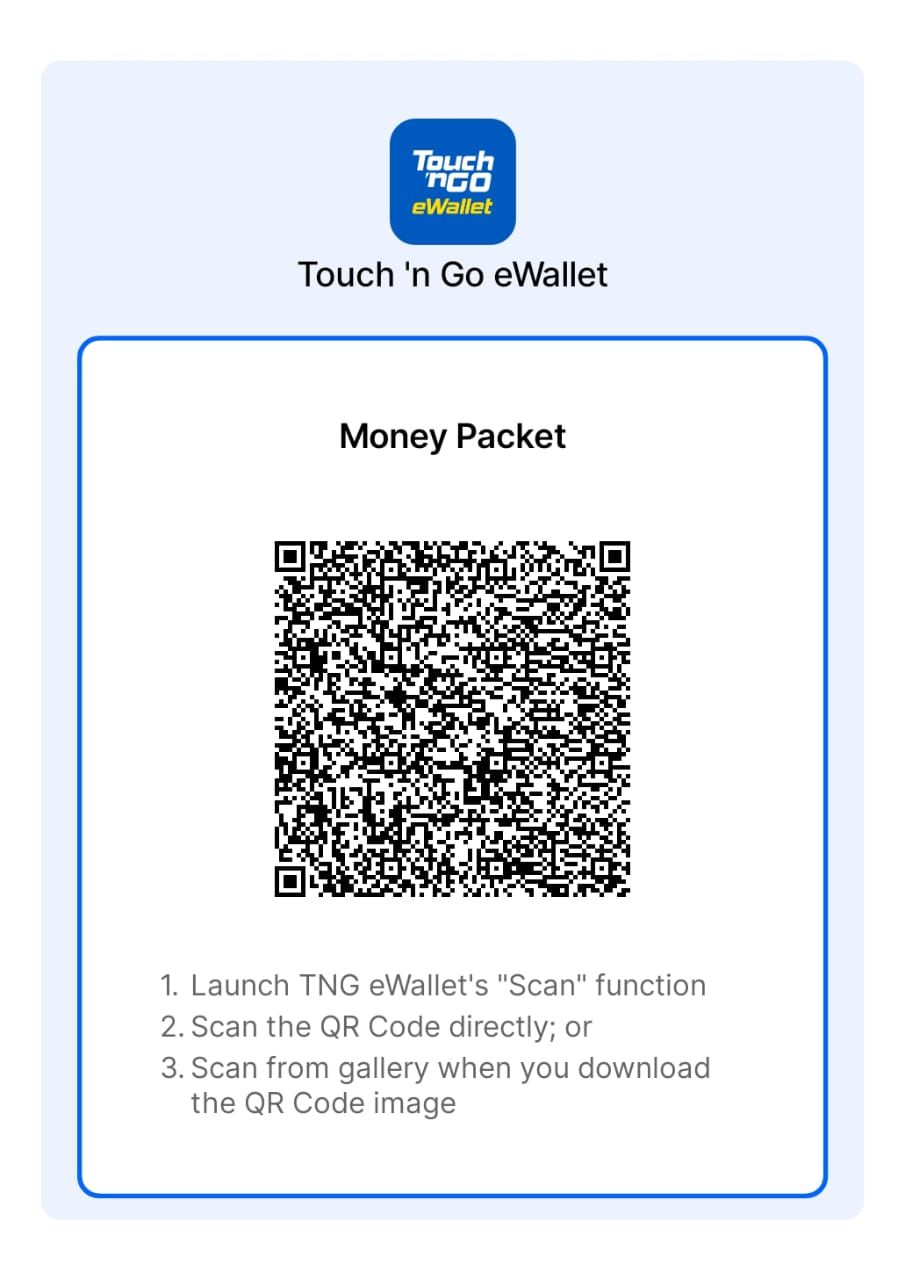 Touch
'nGO
eWallet
Touch 'n Go eWallet
Money Packet
1. Launch TNG eWallet's "Scan" function
2. Scan the QR Code directly; or
3. Scan from gallery when you download
the QR Code image